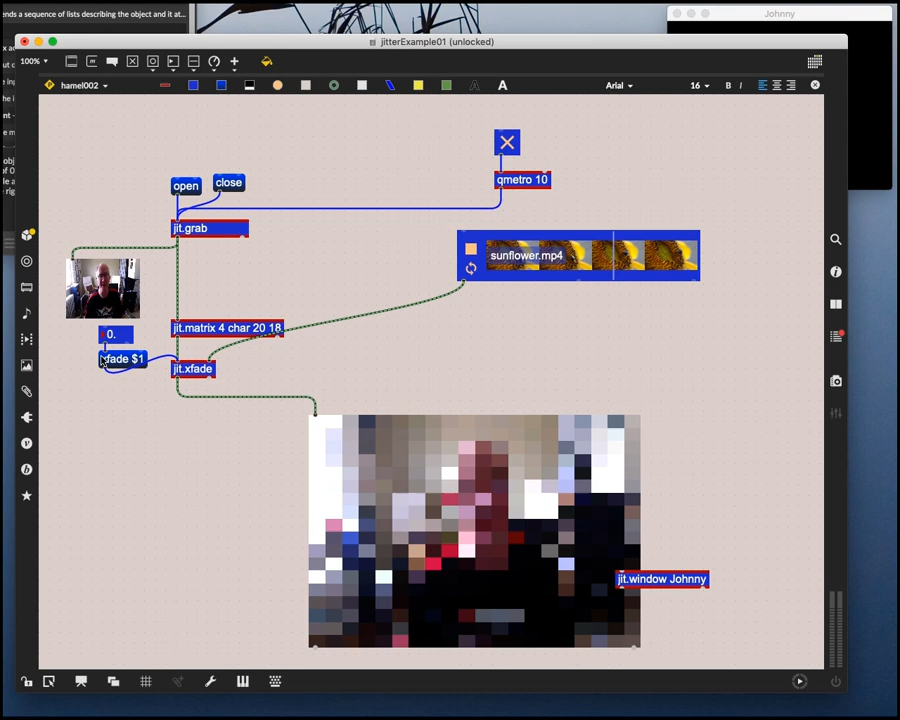 ends a sequence of lists describing the object and it at...
Johnny
jitterExample01 (unlocked)
100%
hamel002
Arial
16
B
I
open
close
qmetro 10
jit.grab
sunflower.mp4
0.
jit.matrix 4 char 20 18
xfade $1
jit.xfade
jit.window Johnny